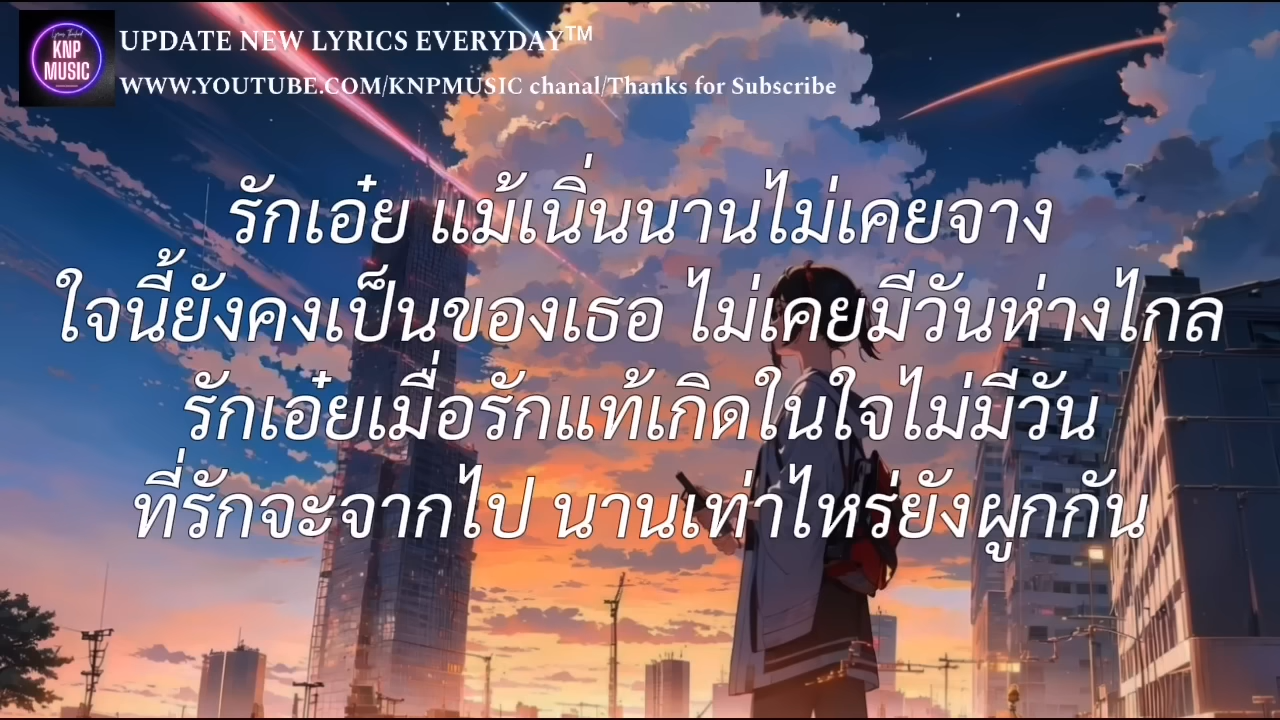 KNP
MUSIC
UPDATE NEW LYRICS EVERYDAY™
WWW.YOUTUBE.COM/KNPMUSIC chanal/Thanks for Subscribe
รักเอ๋ย แม้เนิ่นนานไม่เคยจาง
ใจนี้ยังคงเป็นของเธอ ไม่เคยมีวันห่างไกล
รักเอ๋ยเมื่อรักแท้เกิดในใจไม่มีวัน
ที่รักจะจากไป นานเท่าไหร่ยังผูกกัน